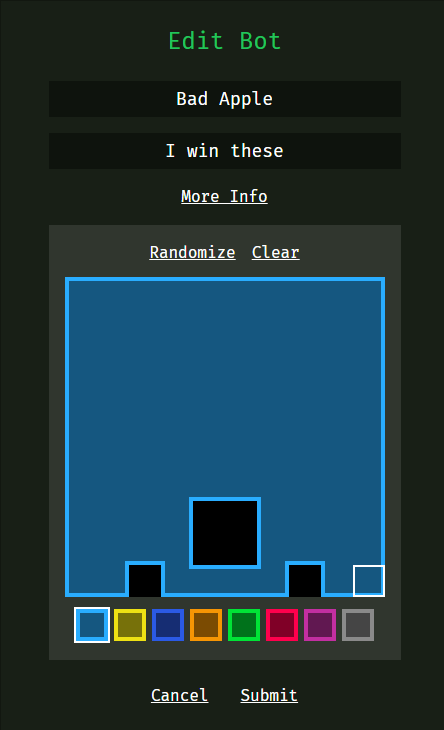 Edit Bot
Bad Apple
I win these
More Info
Randomize Clear
Cancel Submit